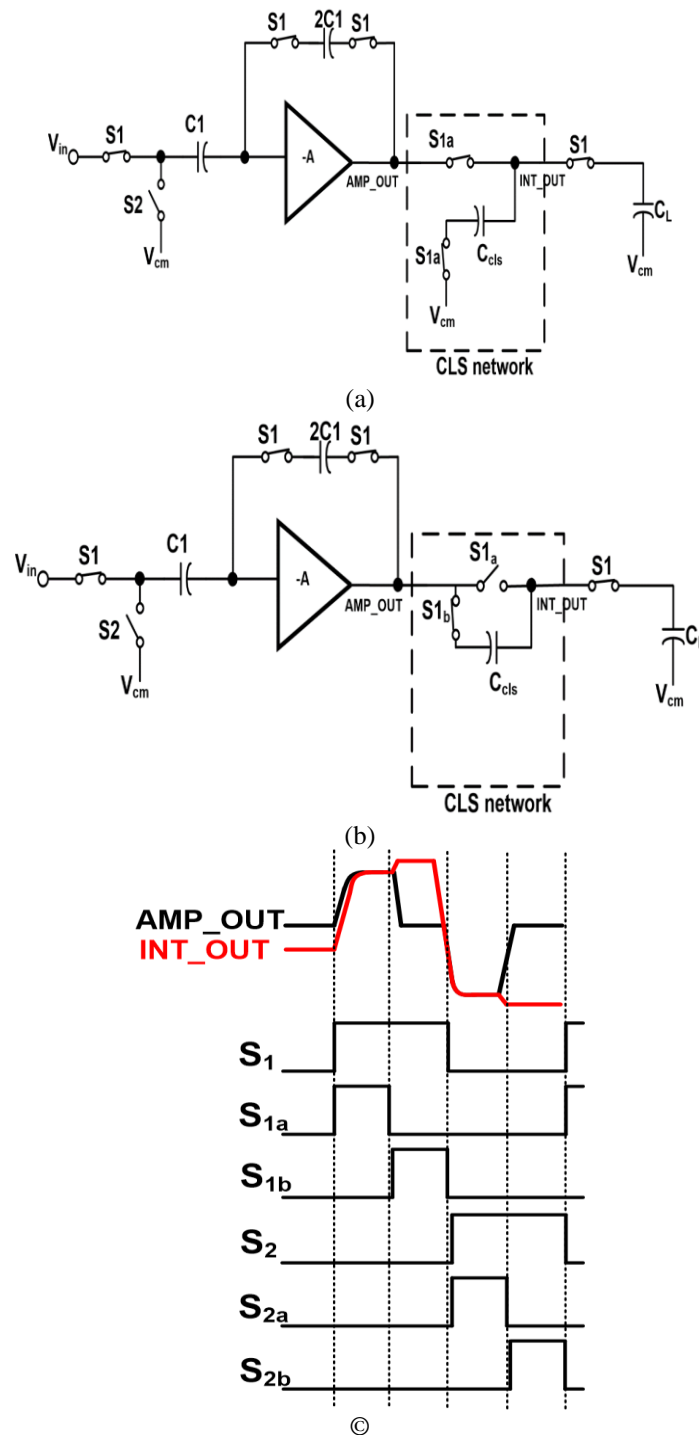 S1 2C1 S1
Vin S1 C1
-A
AMP_OUT
S1a
INT_OUT
S1
S2
Vcm
S1a
Ccls
CL
Vcm
Vcm
CLS network
(a)
S1 2C1 S1
Vin S1 C1
-A
AMP_OUT
S1a
INT_OUT
S1
S2
Vcm
S1b
Ccls
C
Vcm
CLS network
(b)
AMP_OUT
INT_OUT
S1
S1a
S1b
S2
S2a
S2b
©